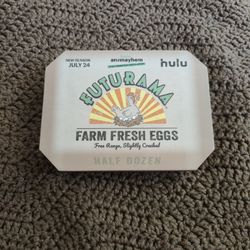 NEW SEASON
JULY 24
hulu
FUTURAMA
FARM FRESH EGGS
Free Range, Slightly Cracked
HALF DOZEN